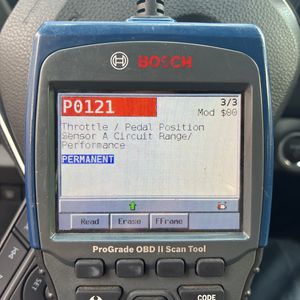 BOSCH
P0121
3/3
Mod $00
Throttle / Pedal Position
Sensor A Circuit Range/
Performance
PERMANENT
Read
Erase
FFrame
ProGrade OBD II Scan Tool
CODE